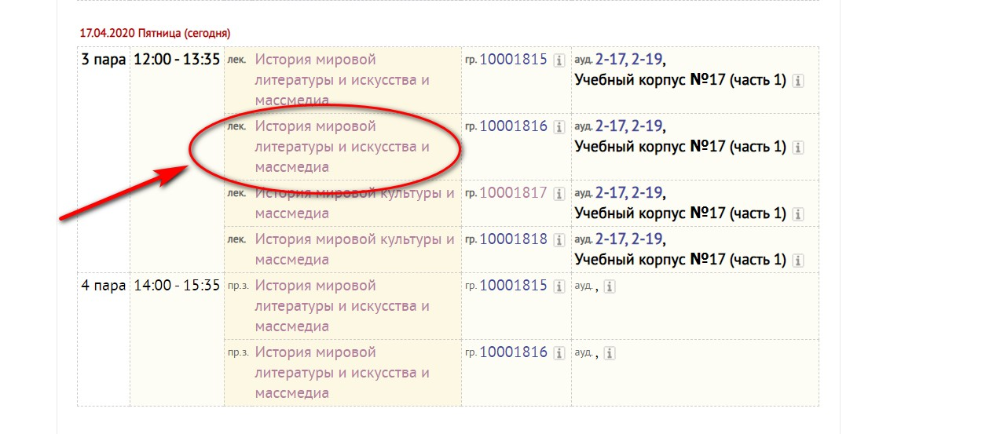 17.04.2020 Пятница (сегодня)
3 пара 12:00 - 13:35 лек. История мировой гр. 10001815 ауд. 2-17, 2-19,
литературы и искусства и Учебный корпус №17 (часть 1)
массмедиа
лек. История мировой гр. 10001816 ауд. 2-17, 2-19,
литературы и искусства и Учебный корпус №17 (часть 1)
массмедиа
лек. История мировой культуры и гр. 10001817 ауд. 2-17, 2-19,
массмедиа Учебный корпус №17 (часть 1)
лек. История мировой культуры и гр. 10001818 ауд. 2-17, 2-19,
массмедиа Учебный корпус №17 (часть 1)
4 пара 14:00 - 15:35 пр.з. История мировой гр. 10001815 ауд. ,
литературы и искусства и
массмедиа
пр.з. История мировой гр. 10001816 ауд. ,
литературы и искусства и
массмедиа